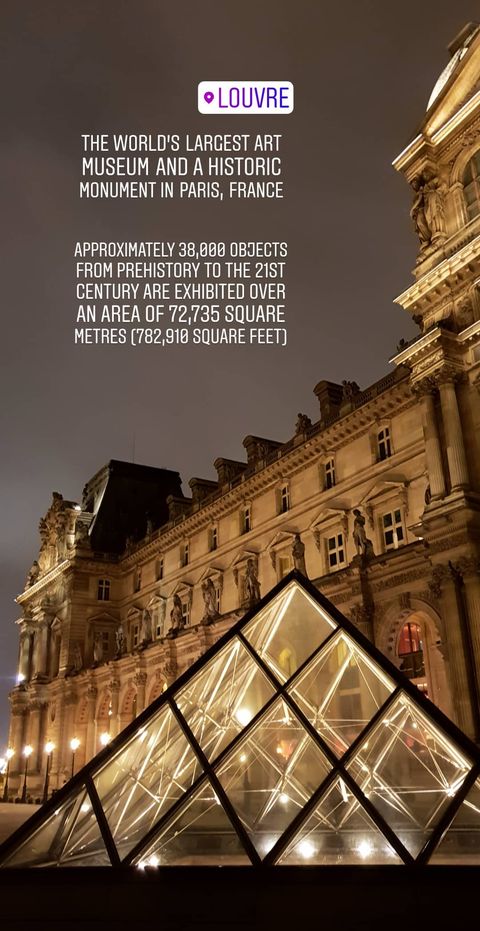 LOUVRE
THE WORLD'S LARGEST ART
MUSEUM AND A HISTORIC
MONUMENT IN PARIS, FRANCE
APPROXIMATELY 38,000 OBJECTS
FROM PREHISTORY TO THE 21ST
CENTURY ARE EXHIBITED OVER
AN AREA OF 72,735 SQUARE
METRES (782,910 SQUARE FEET)